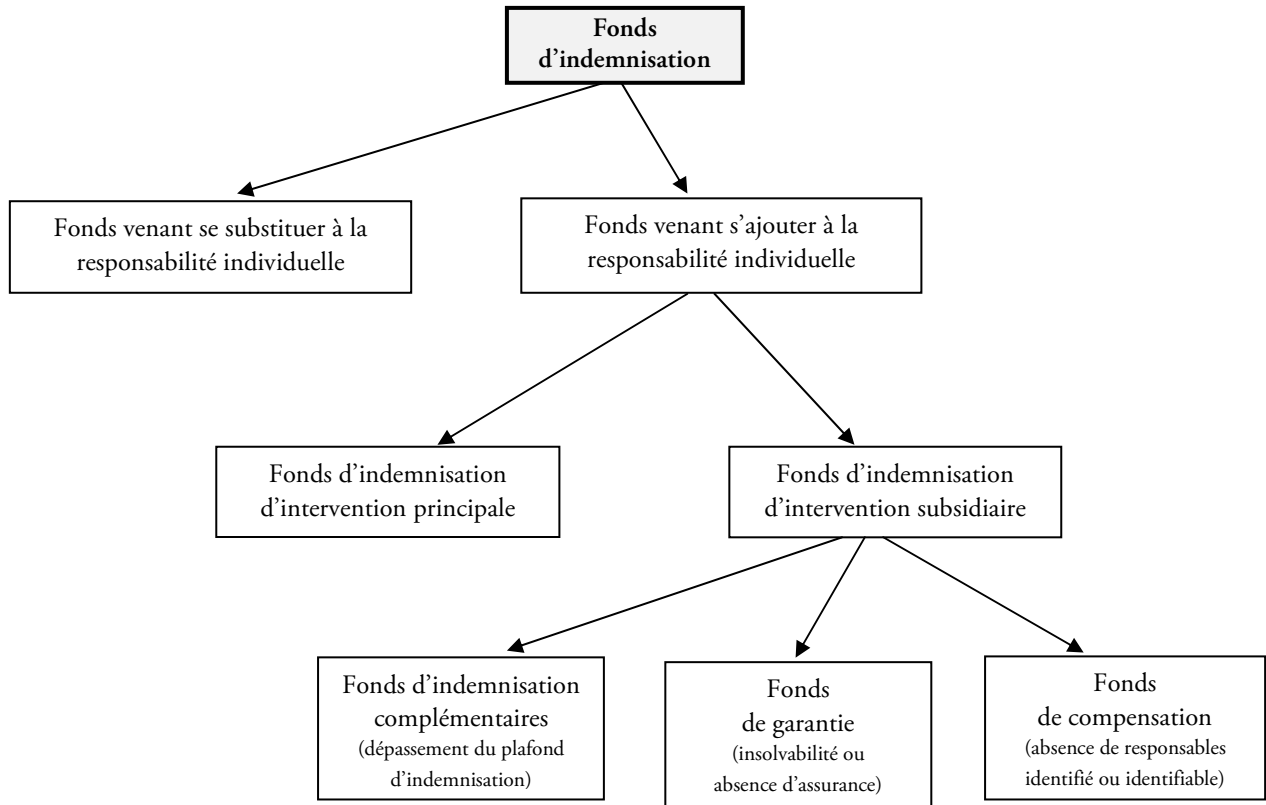 Fonds
d’indemnisation
Fonds venant se substituer à la
responsabilité individuelle
Fonds venant s’ajouter à la
responsabilité individuelle
Fonds d’indemnisation
d’intervention principale
Fonds d’indemnisation
d’intervention subsidiaire
Fonds d’indemnisation
complémentaires
(dépassement du plafond
d’indemnisation)
Fonds
de garantie
(insolvabilité ou
absence d’assurance)
Fonds
de compensation
(absence de responsables
identifié ou identifiable)